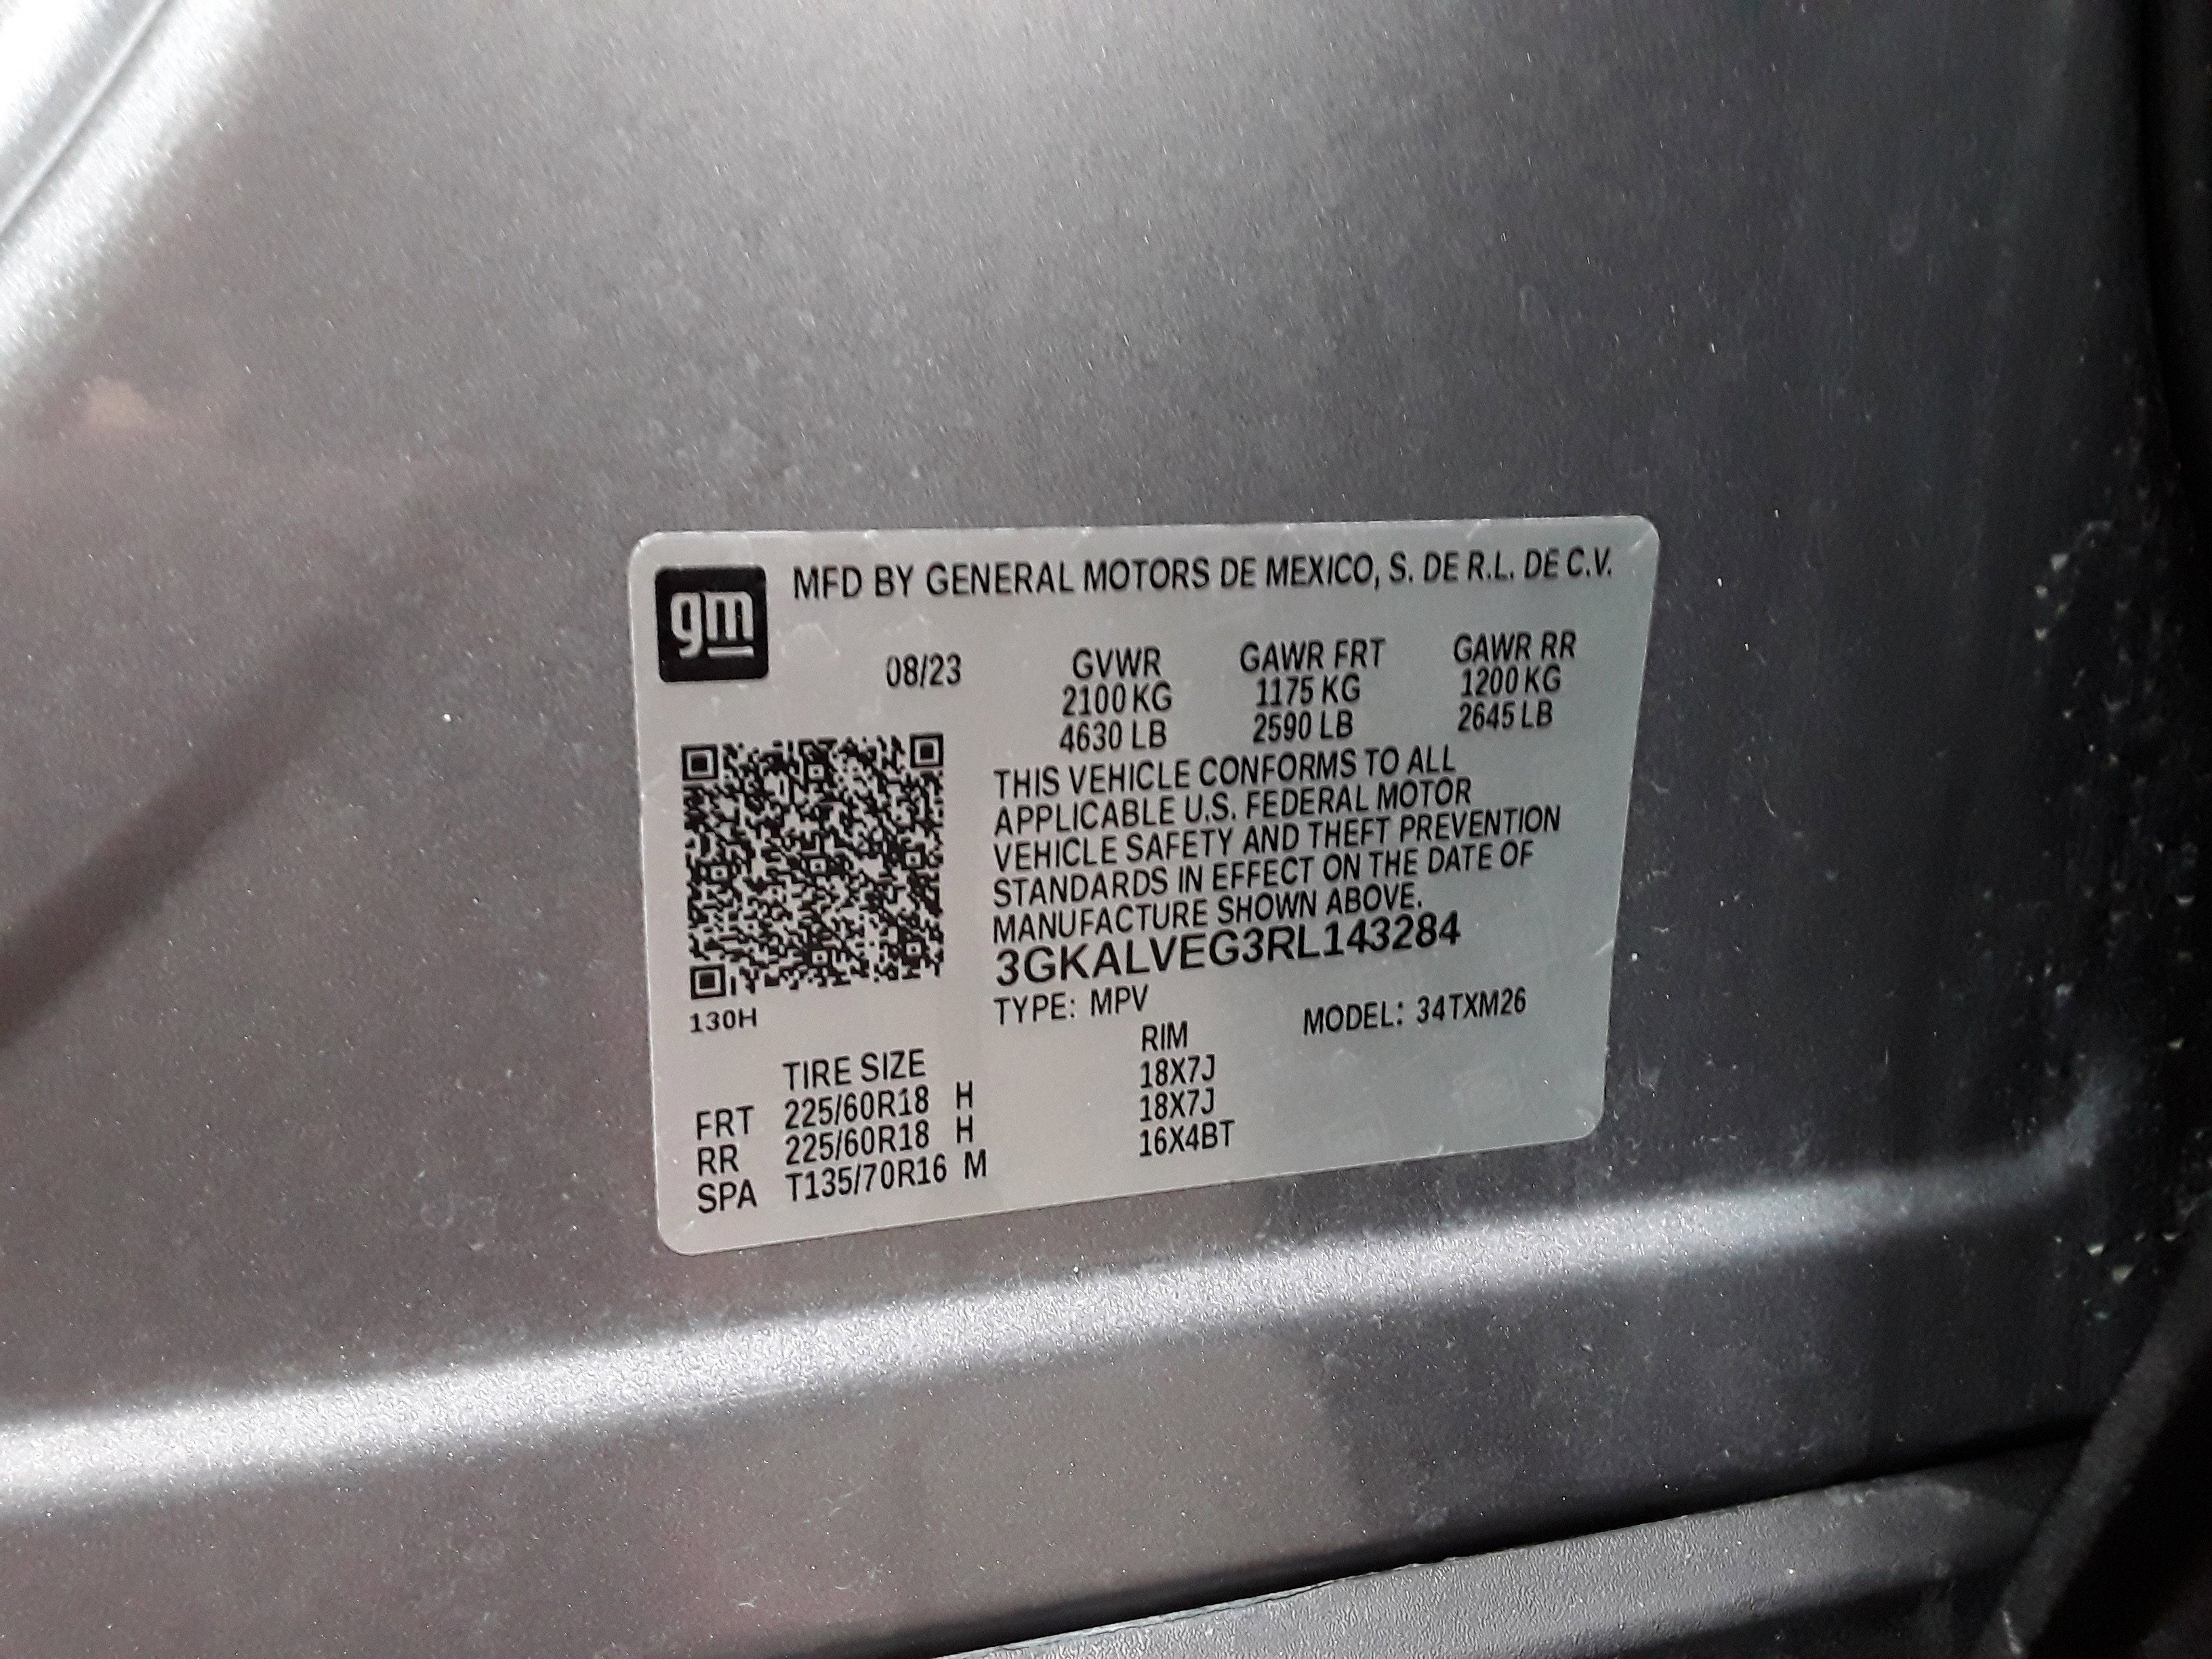 gm MFD BY GENERAL MOTORS DE MEXICO, S. DE R.L. DE C.V.
08/23 GVWR GAWR FRT GAWR RR
2100 KG 1175 KG 1200 KG
4630 LB 2590 LB 2645 LB
THIS VEHICLE CONFORMS TO ALL
APPLICABLE U.S. FEDERAL MOTOR
VEHICLE SAFETY AND THEFT PREVENTION
STANDARDS IN EFFECT ON THE DATE OF
MANUFACTURE SHOWN ABOVE.
3GKALVEG3RL143284
130H
TYPE: MPV MODEL: 34TXM26
TIRE SIZE RIM
FRT 225/60R18 H 18X7J
RR 225/60R18 H 18X7J
SPA T135/70R16 M 16X4BT